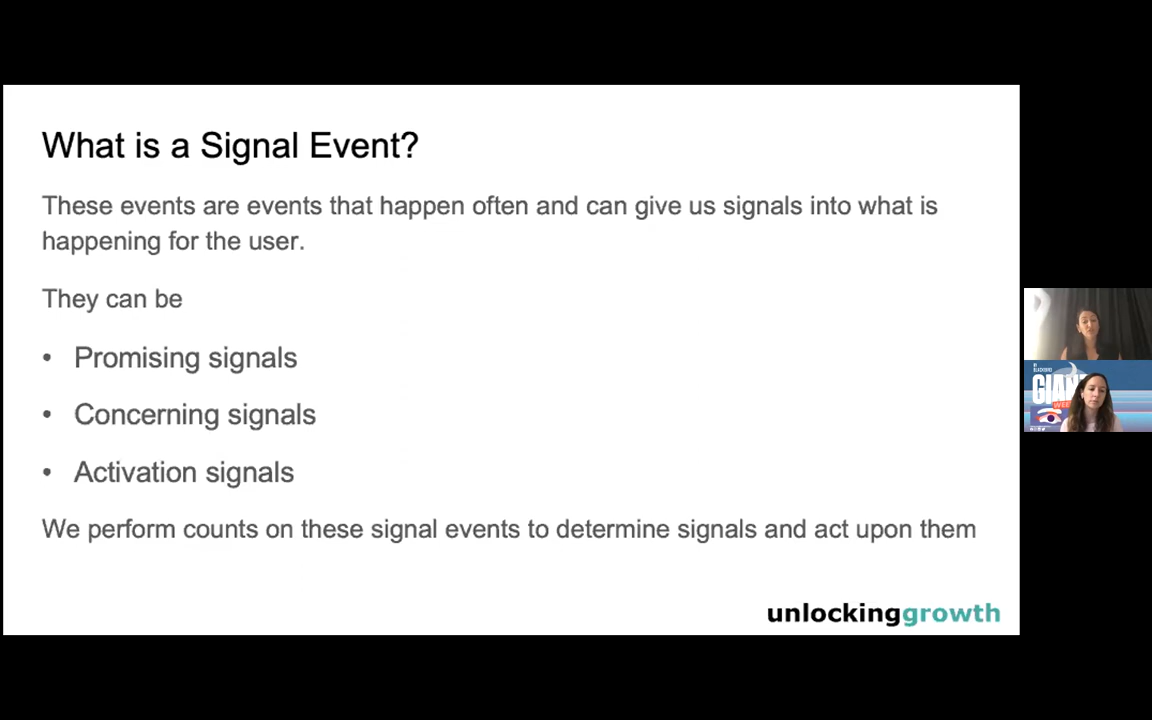 What is a Signal Event?
These events are events that happen often and can give us signals into what is
happening for the user.
They can be
• Promising signals
• Concerning signals
• Activation signals
We perform counts on these signal events to determine signals and act upon them
unlockinggrowth
BLACKBIRD